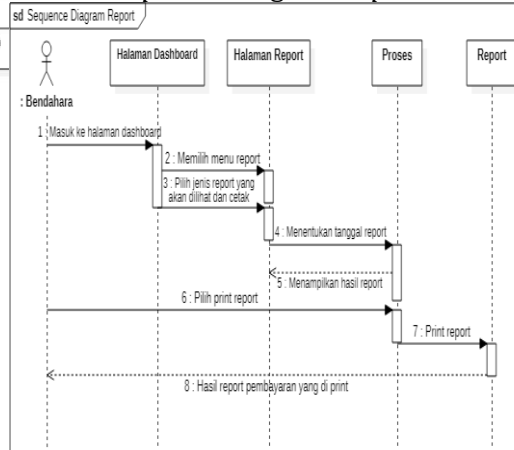 sd Sequence Diagram Report
Halaman Dashboard
Halaman Report
Proses
Report
: Bendahara
1 : Masuk ke halaman dashboard
2 : Memilih menu report
3 : Pilih jenis report yang
akan dilihat dan cetak
4 : Menentukan tanggal report
5 : Menampilkan hasil report
6 : Pilih print report
7 : Print report
8 : Hasil report pembayaran yang di print